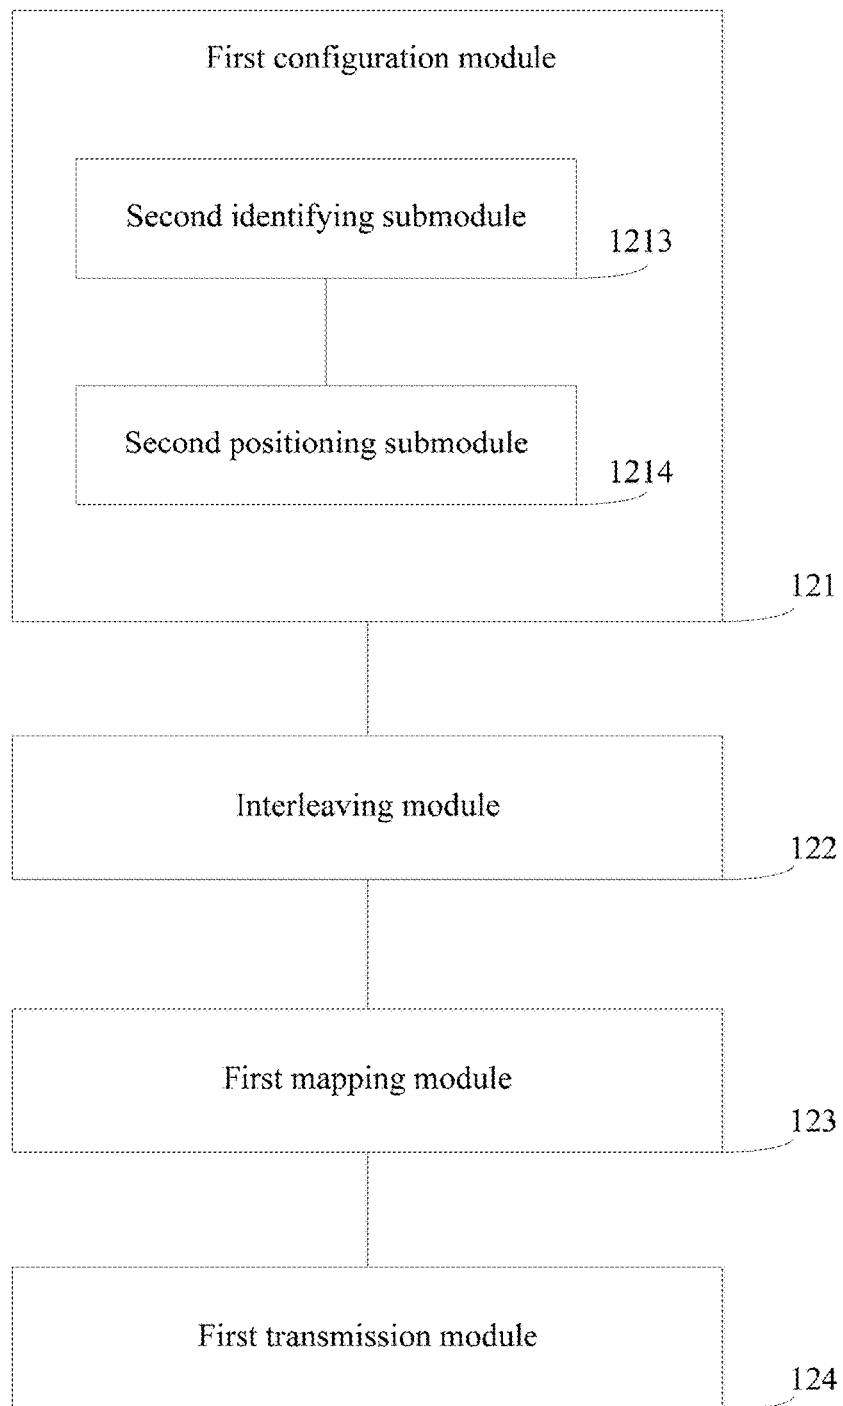 First configuration module
Second identifying submodule
1213
Second positioning submodule
1214
121
Interleaving module
122
First mapping module
123
First transmission module
124